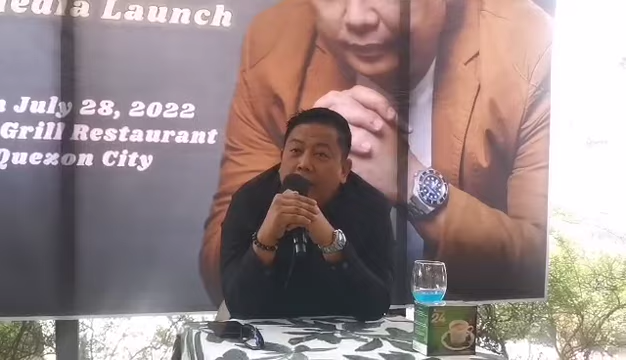 Media Launch
July 28, 2022
Grill Restaurant
Quezon City